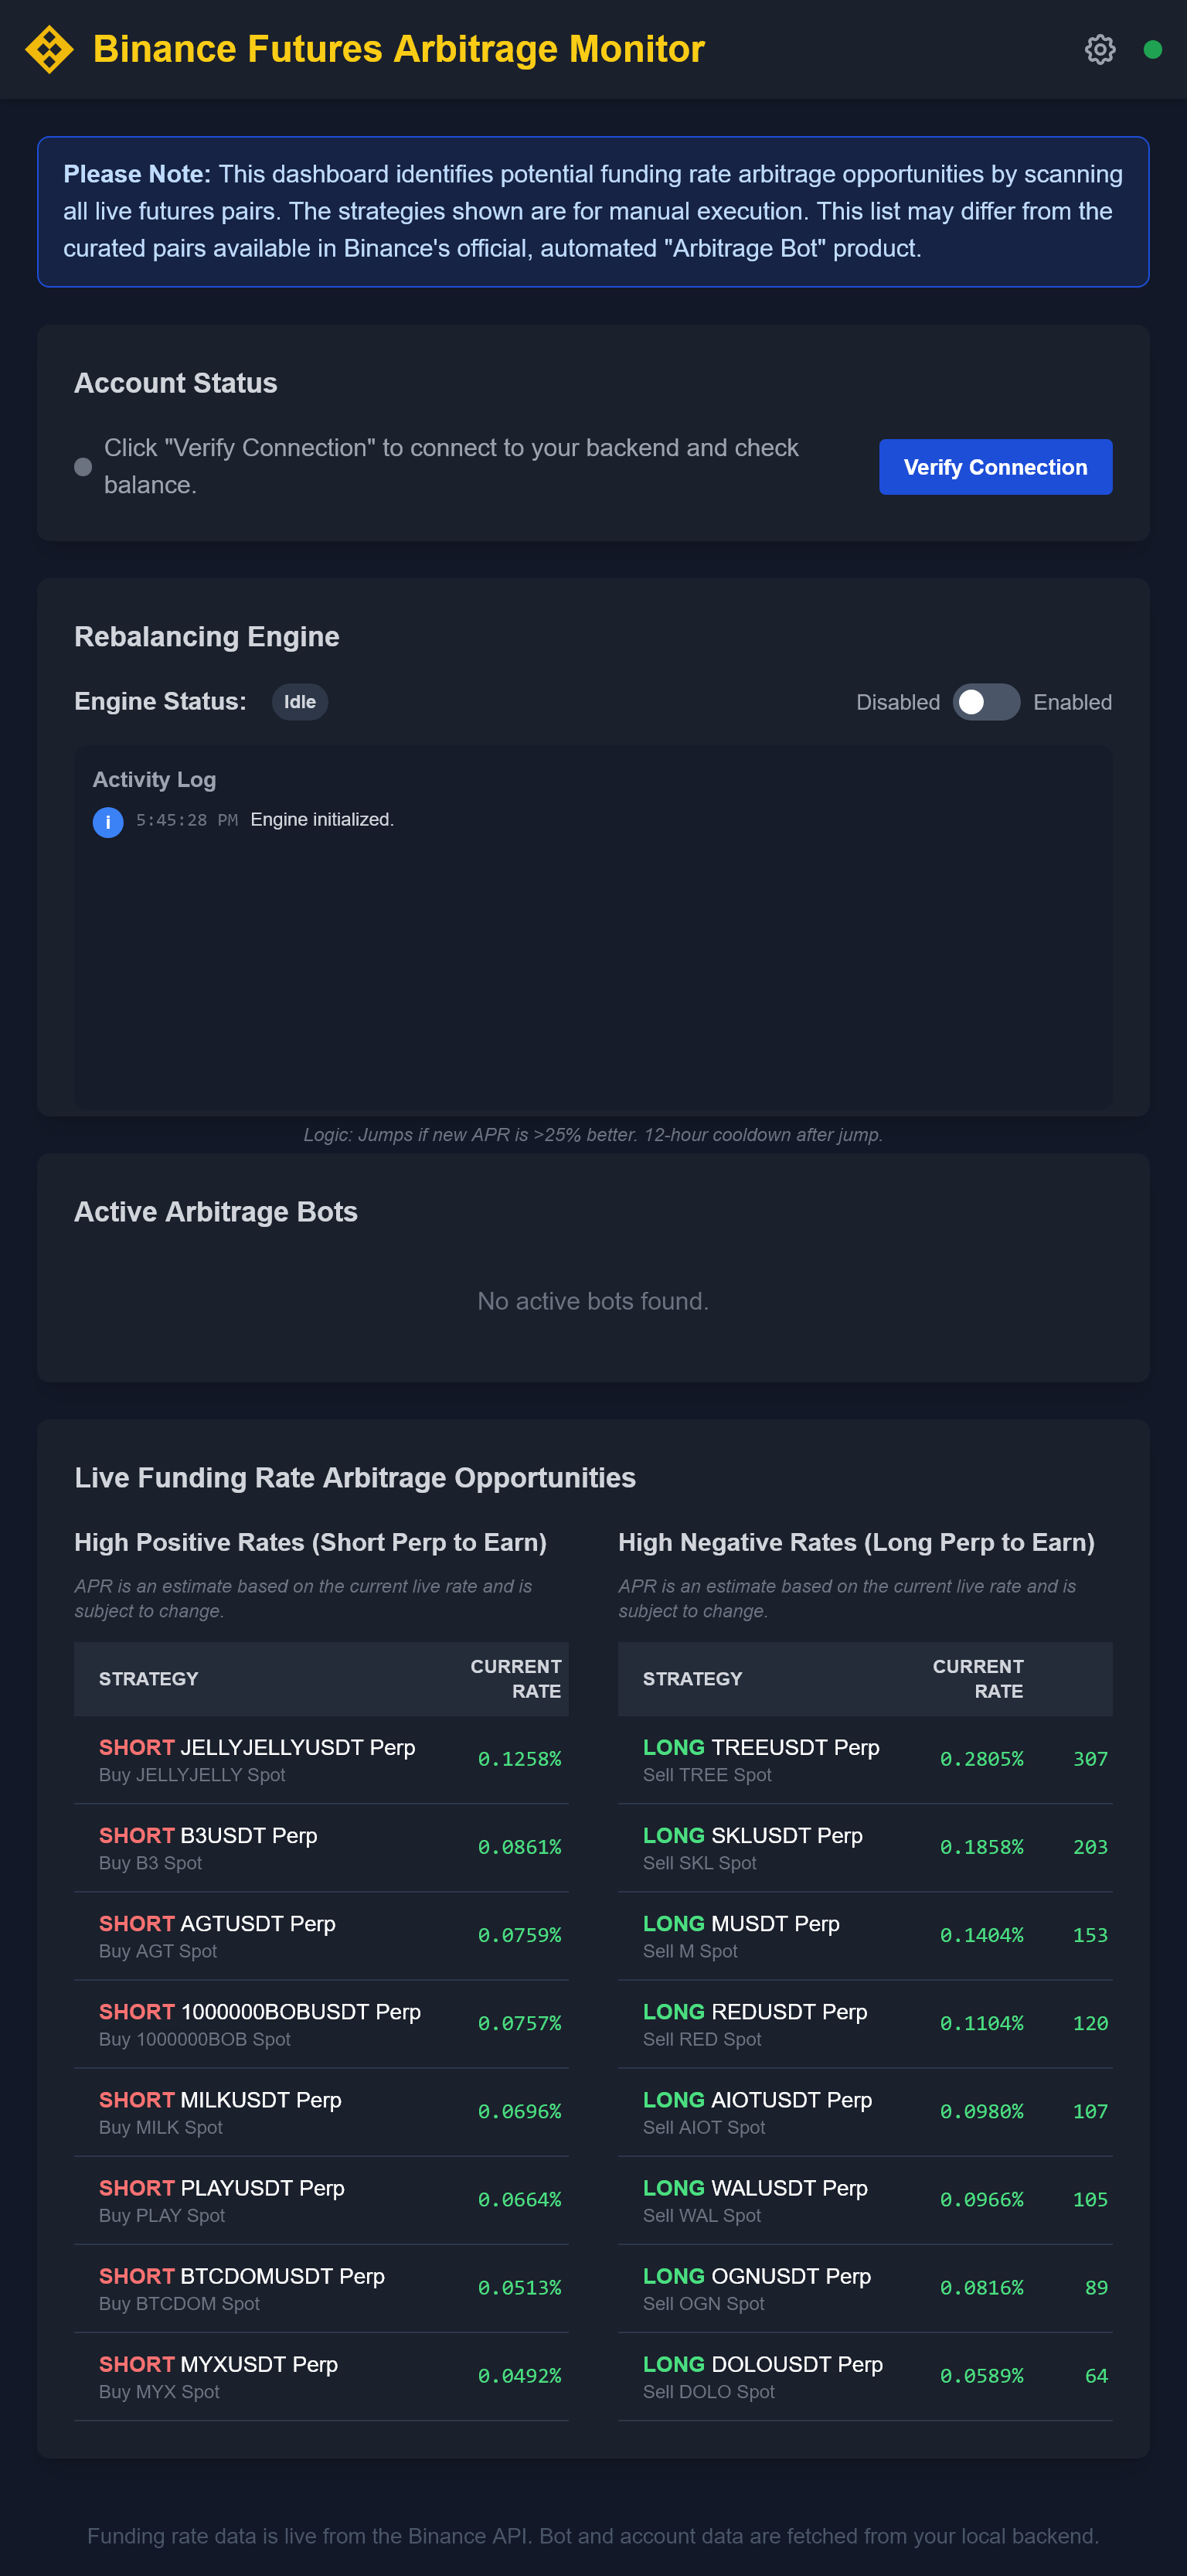 Binance Futures Arbitrage Monitor
Please Note: This dashboard identifies potential funding rate arbitrage opportunities by scanning
all live futures pairs. The strategies shown are for manual execution. This list may differ from the
curated pairs available in Binance's official, automated "Arbitrage Bot" product.
Account Status
Click "Verify Connection" to connect to your backend and check
balance.
Verify Connection
Rebalancing Engine
Engine Status: Idle
Disabled Enabled
Activity Log
i 5:45:28 PM Engine initialized.
Logic: Jumps if new APR is >25% better. 12-hour cooldown after jump.
Active Arbitrage Bots
No active bots found.
Live Funding Rate Arbitrage Opportunities
High Positive Rates (Short Perp to Earn)
APR is an estimate based on the current live rate and is
subject to change.
STRATEGY CURRENT
RATE
SHORT JELLYJELLYUSDT Perp 0.1258%
Buy JELLYJELLY Spot
SHORT B3USDT Perp 0.0861%
Buy B3 Spot
SHORT AGTUSDT Perp 0.0759%
Buy AGT Spot
SHORT 1000000BOBUSDT Perp 0.0757%
Buy 1000000BOB Spot
SHORT MILKUSDT Perp 0.0696%
Buy MILK Spot
SHORT PLAYUSDT Perp 0.0664%
Buy PLAY Spot
SHORT BTCDOMUSDT Perp 0.0513%
Buy BTCDOM Spot
SHORT MYXUSDT Perp 0.0492%
Buy MYX Spot
High Negative Rates (Long Perp to Earn)
APR is an estimate based on the current live rate and is
subject to change.
STRATEGY CURRENT
RATE
LONG TREEUSDT Perp 0.2805% 307
Sell TREE Spot
LONG SKLUSDT Perp 0.1858% 203
Sell SKL Spot
LONG MUSDT Perp 0.1404% 153
Sell M Spot
LONG REDUSDT Perp 0.1104% 120
Sell RED Spot
LONG AIOTUSDT Perp 0.0980% 107
Sell AIOT Spot
LONG WALUSDT Perp 0.0966% 105
Sell WAL Spot
LONG OGNUSDT Perp 0.0816% 89
Sell OGN Spot
LONG DOLOUSDT Perp 0.0589% 64
Sell DOLO Spot
Funding rate data is live from the Binance API. Bot and account data are fetched from your local backend.